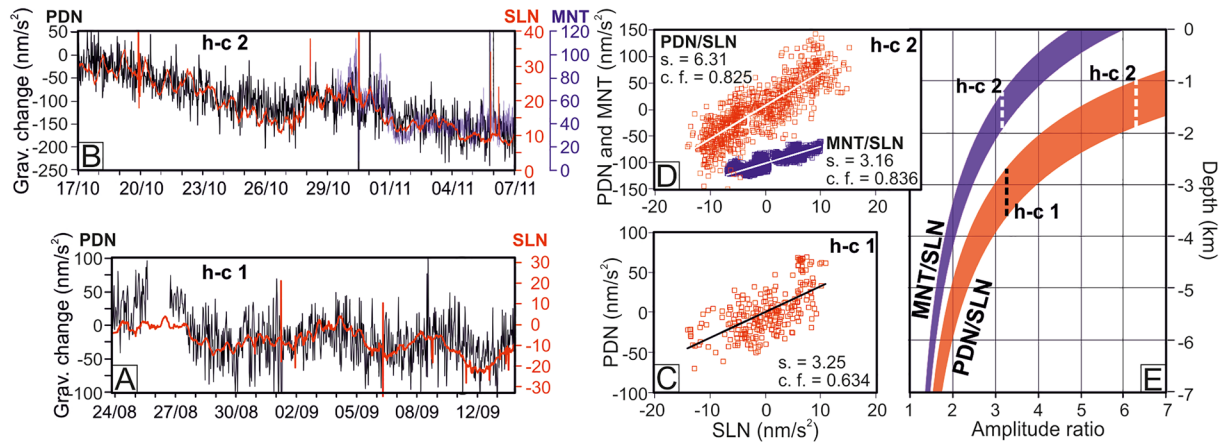 PDN
SLN
MNT
Grav. change (nm/s²)
50
0
-50
-100
-150
-200
-250
h-c 2
B
40
30
20
10
0
120
100
80
60
40
20
0
17/10 20/10 23/10 26/10 29/10 01/11 04/11 07/11
PDN
SLN
Grav. change (nm/s²)
100
50
0
-50
100
h-c 1
A
30
20
10
0
-10
-20
-30
24/08 27/08 30/08 02/09 05/09 08/09 12/09
PDN and MNT (nm/s²)
150
100
50
0
-50
-100
-150
PDN/SLN
s. = 6.31
c. f. = 0.825
h-c 2
MNT/SLN
s. = 3.16
c. f. = 0.836
D
-20 -10 0 10 20
PDN (nm/s²)
100
50
0
-50
-100
h-c 1
s. = 3.25
c. f. = 0.634
C
-20 -10 0 10 20
SLN (nm/s²)
h-c 2
h-c 2
h-c 1
MNT/SLN
PDN/SLN
E
0
-1
-2
-3
-4
-5
-6
-7
Depth (km)
1 2 3 4 5 6 7
Amplitude ratio